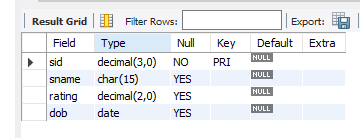 Result Grid Filter Rows: Export:
Field Type Null Key Default Extra
sid decimal(3,0) NO PRI NULL
sname char(15) YES NULL
rating decimal(2,0) YES NULL
dob date YES NULL